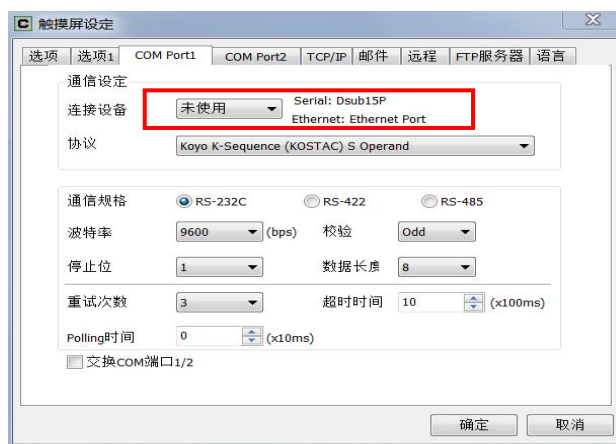 C 触摸屏设定
选项 选项1 COM Port1 COM Port2 TCP/IP 邮件 远程 FTP服务器 语言
通信设定
连接设备 未使用 Serial: Dsub15P
Ethernet: Ethernet Port
协议 Koyo K-Sequence (KOSTAC) S Operand
通信规格 RS-232C RS-422 RS-485
波特率 9600 (bps) 校验 Odd
停止位 1 数据长度 8
重试次数 3 超时时间 10 (x100ms)
Polling时间 0 (x10ms)
交换COM端口1/2
确定 取消